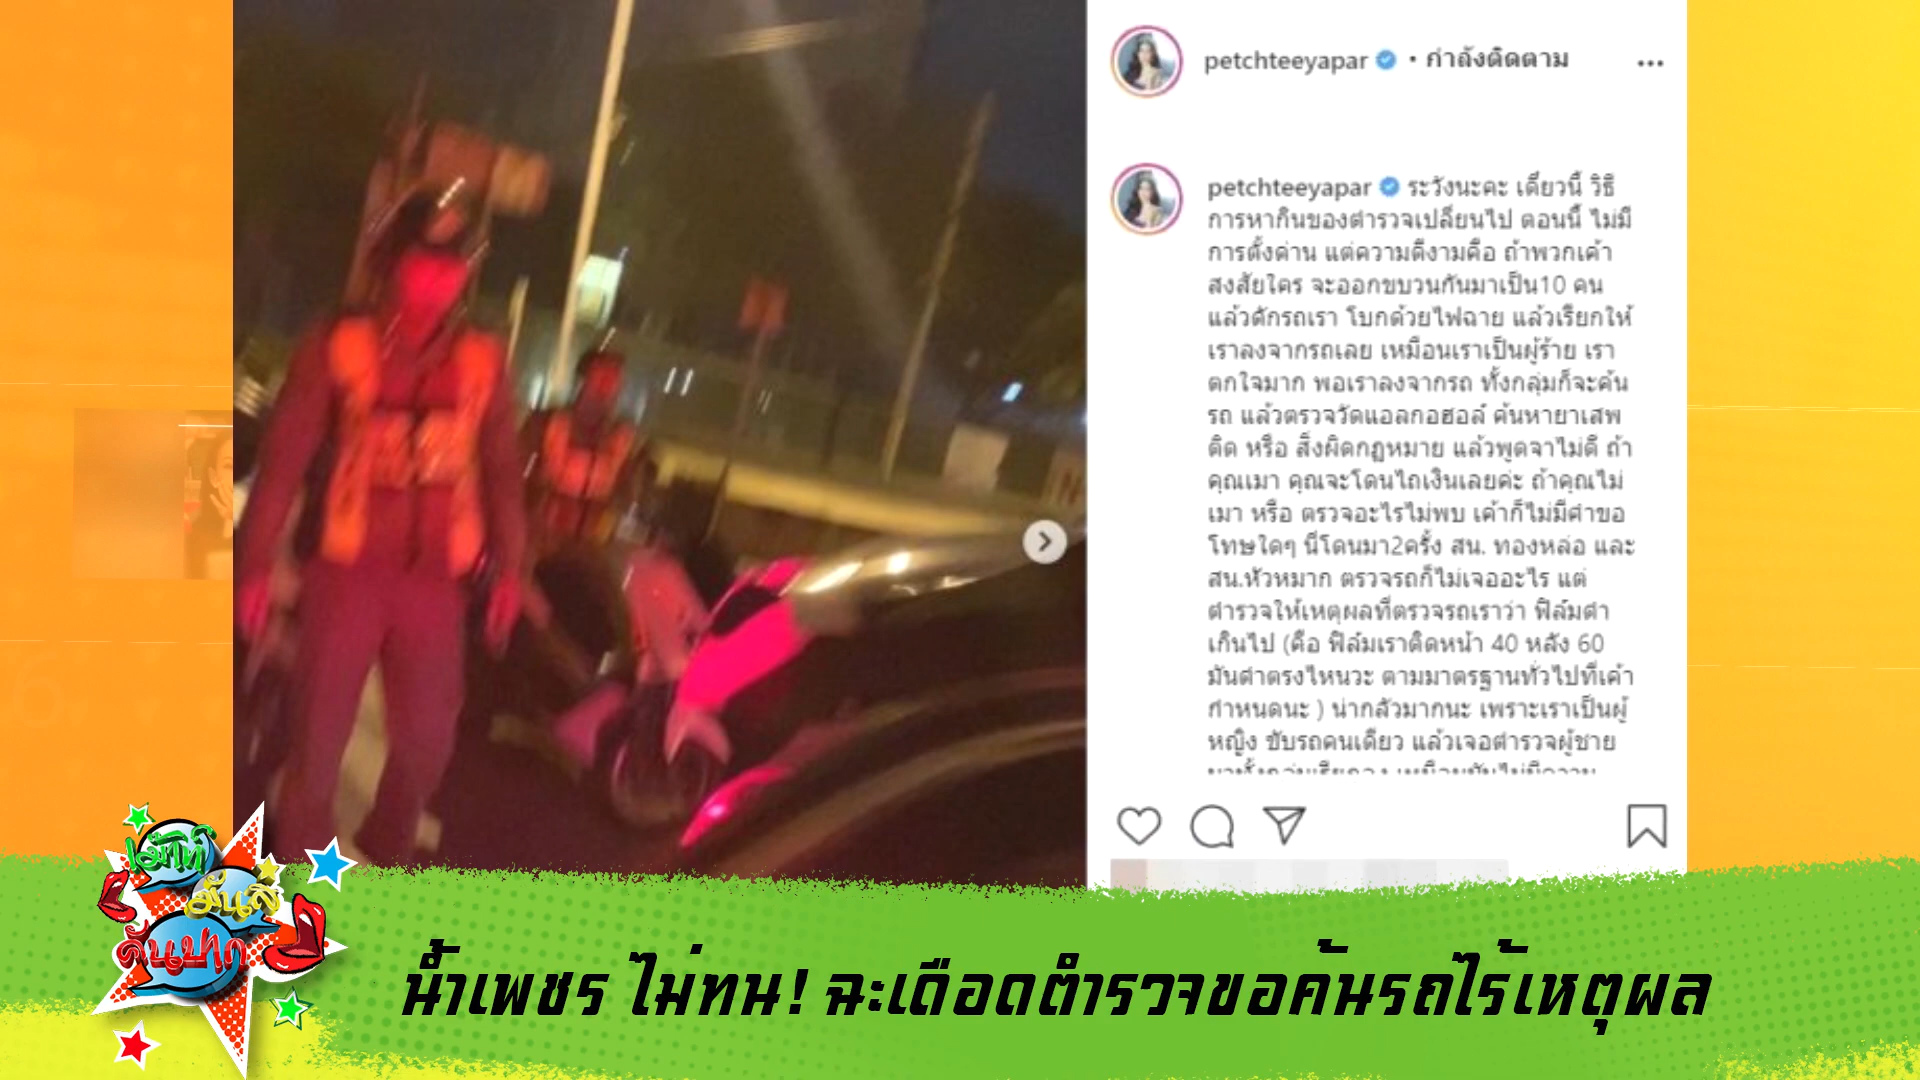 petchteeyapar • กำลังติดตาม
petchteeyapar ระวังนะคะ เดี๋ยวนี้ วิธี
การหากินของตำรวจเปลี่ยนไป ตอนนี้ ไม่มี
การตั้งด่าน แต่ความดีงามคือ ถ้าพวกเค้า
สงสัยใคร จะออกขบวนกันมาเป็น10 คน
แล้วดักรถเรา โบกด้วยไฟฉาย แล้วเรียกให้
เราลงจากรถเลย เหมือนเราเป็นผู้ร้าย เรา
ตกใจมาก พอเราลงจากรถ ทั้งกลุ่มก็จะค้น
รถ แล้วตรวจวัดแอลกอฮอล์ ค้นหายาเสพ
ติด หรือ สิ่งผิดกฏหมาย แล้วพูดจาไม่ดี ถ้า
คุณเมา คุณจะโดนไถเงินเลยค่ะ ถ้าคุณไม่
เมา หรือ ตรวจอะไรไม่พบ เค้าก็ไม่มีคำขอ
โทษใดๆ นี่โดนมา2ครั้ง สน. ทองหล่อ และ
สน.หัวหมาก ตรวจรถก็ไม่เจออะไร แต่
ตำรวจให้เหตุผลที่ตรวจรถเราว่า ฟิล์มดำ
เกินไป (คือ ฟิล์มเราติดหน้า 40 หลัง 60
มันดำตรงไหนวะ ตามมาตรฐานทั่วไปที่เค้า
กำหนดนะ ) น่ากลัวมากนะ เพราะเราเป็นผู้
หญิง ขับรถคนเดียว แล้วเจอตำรวจผู้ชาย
เม้าท์
มันส์
คันปาก
น้ำเพชร ไม่ทน! ฉะเดือดตำรวจขอค้นรถไร้เหตุผล